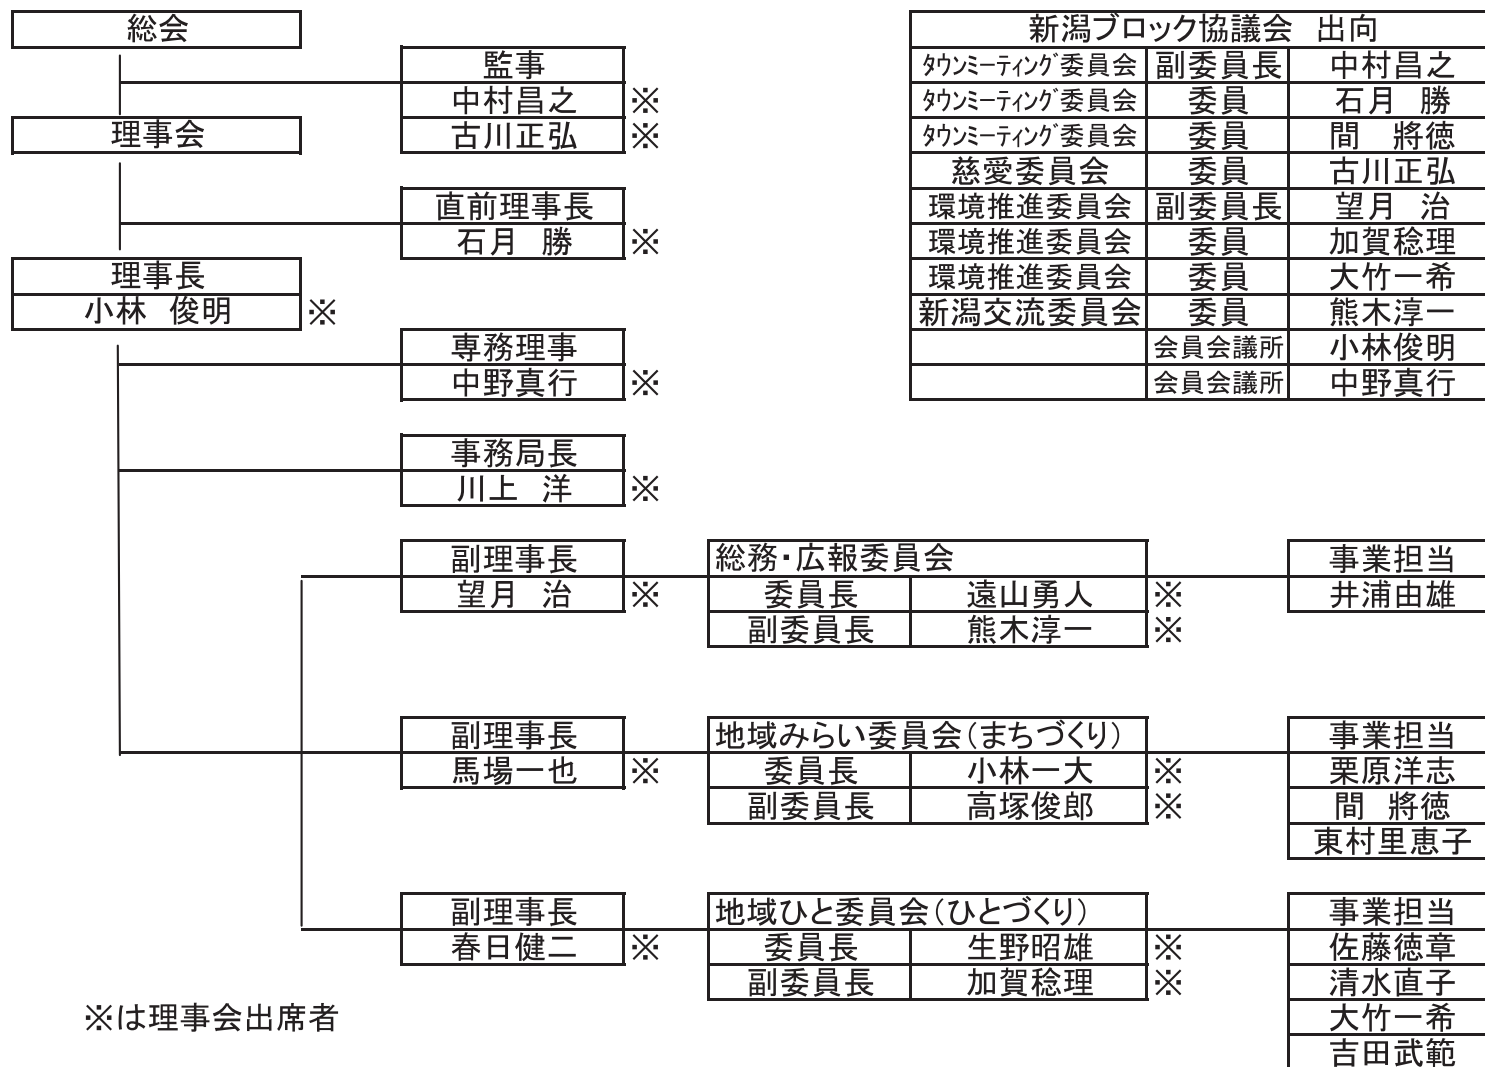 総会
監事
中村昌之 ※
古川正弘 ※
理事会
直前理事長
石月　勝 ※
理事長
小林　俊明 ※
専務理事
中野真行 ※
事務局長
川上　洋 ※
新潟ブロック協議会　出向
ﾀｳﾝﾐｰﾃｨﾝｸﾞ委員会 副委員長 中村昌之
ﾀｳﾝﾐｰﾃｨﾝｸﾞ委員会 委員 石月　勝
ﾀｳﾝﾐｰﾃｨﾝｸﾞ委員会 委員 間　將徳
慈愛委員会 委員 古川正弘
環境推進委員会 副委員長 望月　治
環境推進委員会 委員 加賀稔理
環境推進委員会 委員 大竹一希
新潟交流委員会 委員 熊木淳一
会員会議所 小林俊明
会員会議所 中野真行
副理事長 総務・広報委員会 事業担当
望月　治 ※ 委員長 遠山勇人 ※ 井浦由雄
副委員長 熊木淳一 ※
副理事長 地域みらい委員会（まちづくり） 事業担当
馬場一也 ※ 委員長 小林一大 ※ 栗原洋志
副委員長 高塚俊郎 ※ 間　將徳
東村里恵子
副理事長 地域ひと委員会（ひとづくり） 事業担当
春日健二 ※ 委員長 生野昭雄 ※ 佐藤徳章
副委員長 加賀稔理 ※ 清水直子
大竹一希
吉田武範
※は理事会出席者